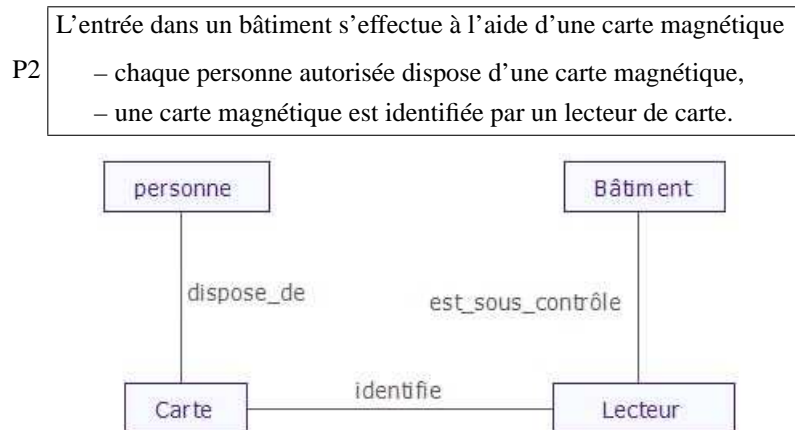 L’entrée dans un bâtiment s’effectue à l’aide d’une carte magnétique
P2
– chaque personne autorisée dispose d’une carte magnétique,
– une carte magnétique est identifiée par un lecteur de carte.
personne
Bâtiment
dispose_de
est_sous_contrôle
identifie
Carte
Lecteur